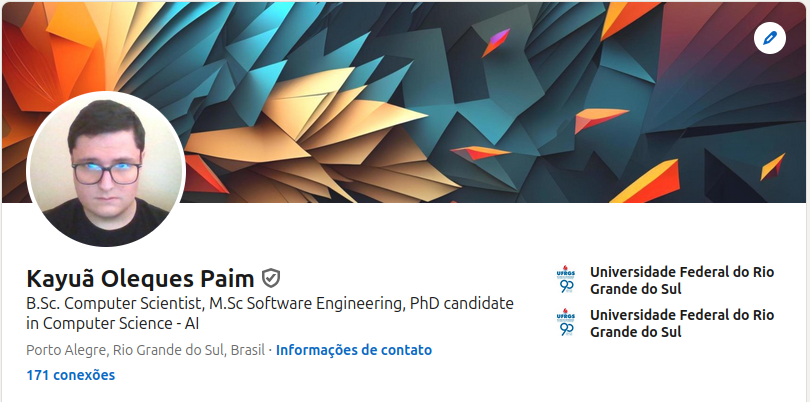 Kayuã Oleques Paim
B.Sc. Computer Scientist, M.Sc Software Engineering, PhD candidate
in Computer Science - AI
Porto Alegre, Rio Grande do Sul, Brasil · Informações de contato
171 conexões
UFRGS
90
Universidade Federal do Rio
Grande do Sul
UFRGS
90
Universidade Federal do Rio
Grande do Sul